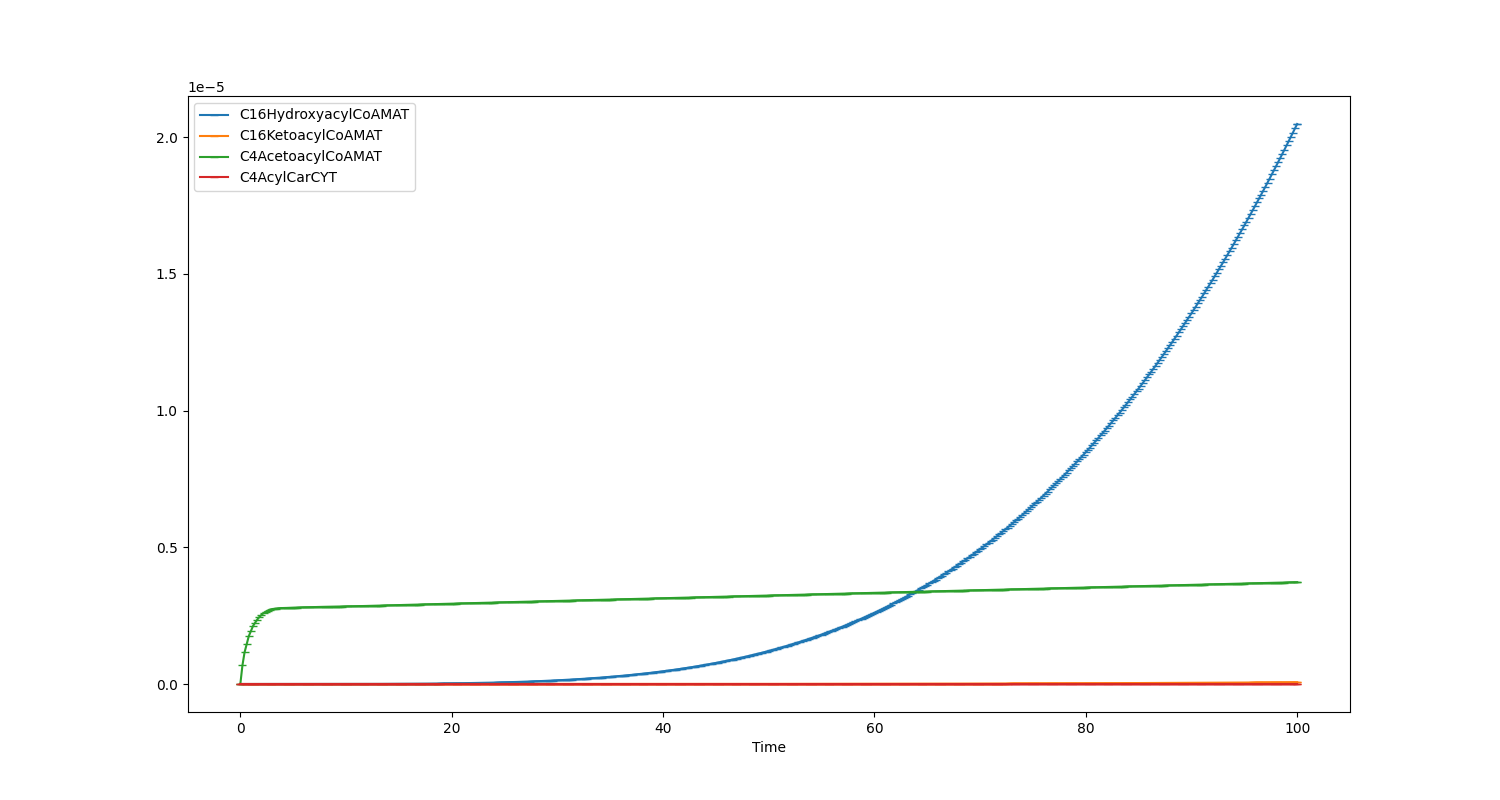 1e−5
C16HydroxyacylCoAMAT
C16KetoacylCoAMAT
C4AcetoacylCoAMAT
C4AcylCarCYT
2.0
1.5
1.0
0.5
0.0
0 20 40 60 80 100
Time